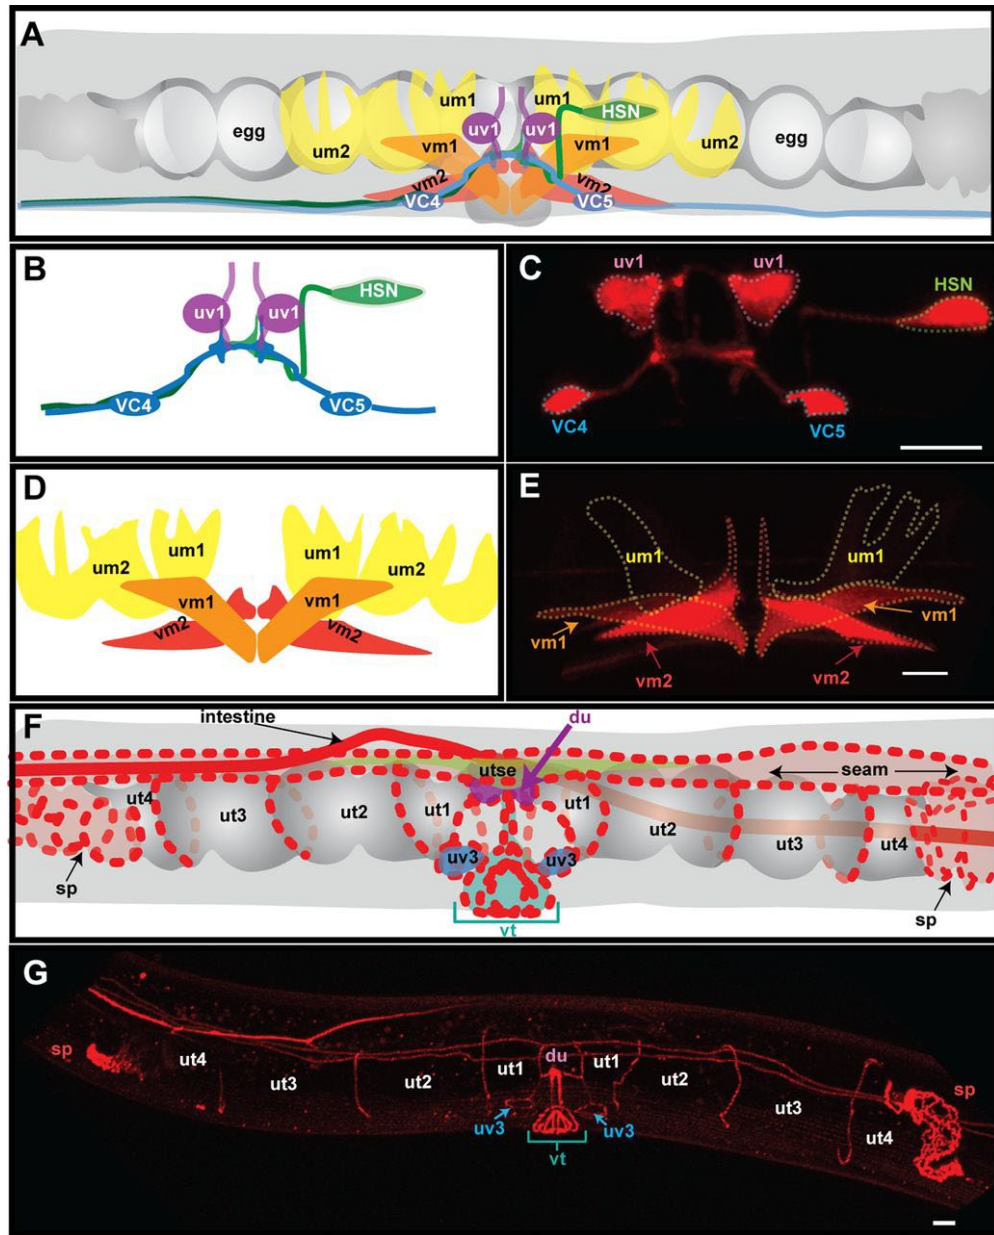 A
um1
um1
HSN
uv1
uv1
egg
vm1
vm1
egg
um2
um2
vm2
vm2
VC4
VC5
B
HSN
uv1
uv1
VC4
VC5
C
uv1
uv1
HSN
VC4
VC5
D
um1
um1
um2
um2
vm1
vm1
vm2
vm2
E
um1
um1
vm1
vm1
vm2
vm2
F
intestine
du
utse
seam
ut4
ut3
ut2
ut1
ut1
ut2
ut3
ut4
uv3
uv3
sp
sp
vt
G
sp
ut4
ut3
ut2
ut1
du
ut1
ut2
ut3
ut4
sp
uv3
uv3
vt